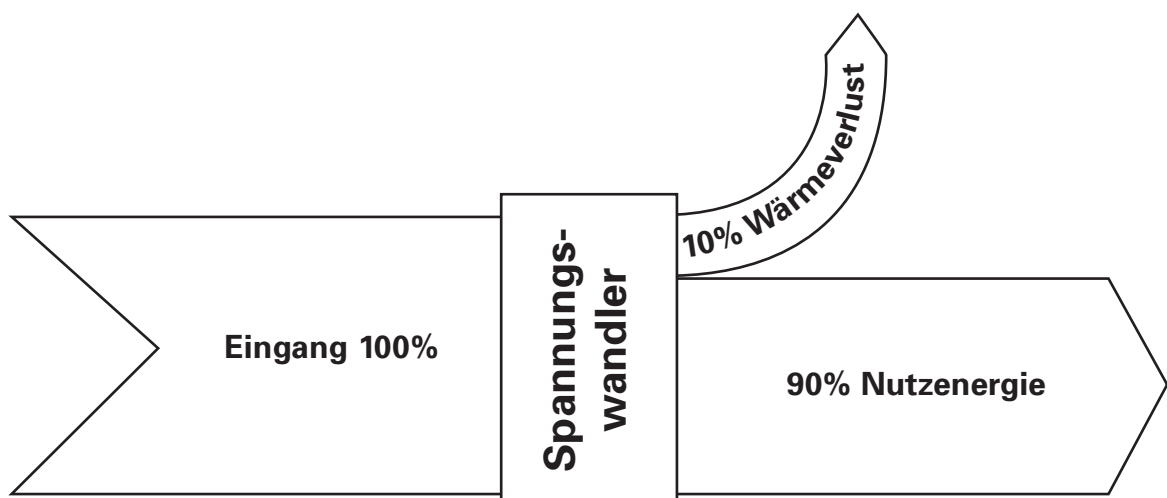 Eingang 100%
Spannungs-
wandler
10% Wärmeverlust
90% Nutzenergie